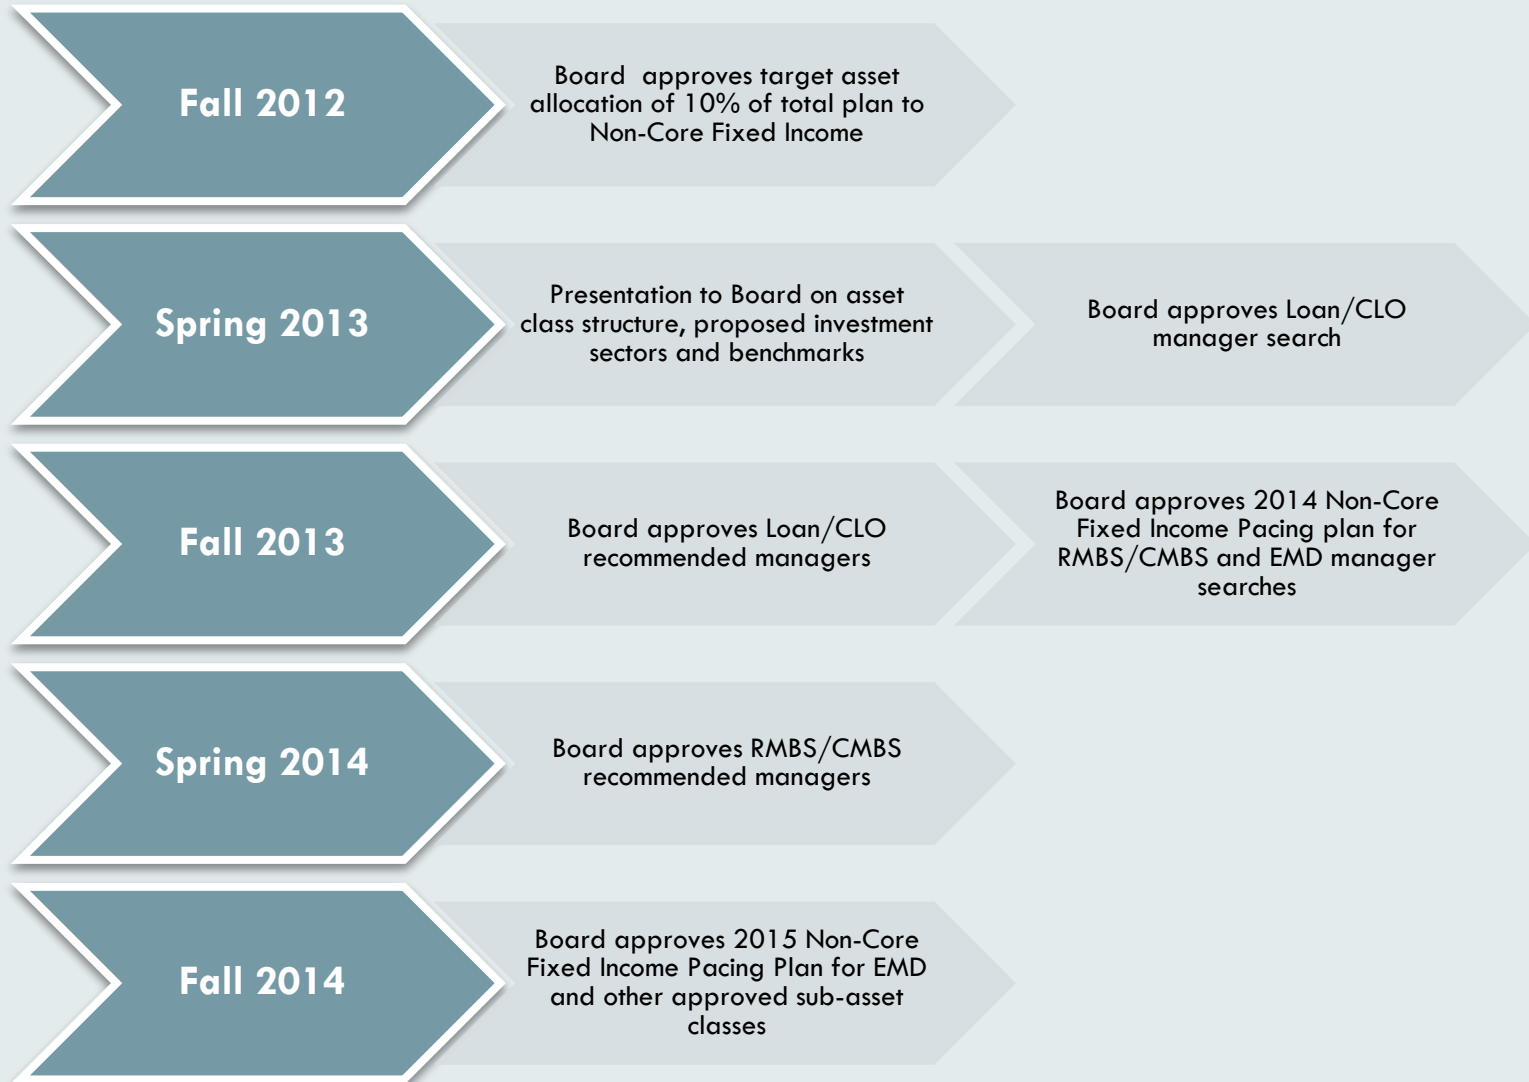 Fall 2012
Board approves target asset
allocation of 10% of total plan to
Non-Core Fixed Income
Spring 2013
Presentation to Board on asset
class structure, proposed investment
sectors and benchmarks
Board approves Loan/CLO
manager search
Fall 2013
Board approves Loan/CLO
recommended managers
Board approves 2014 Non-Core
Fixed Income Pacing plan for
RMBS/CMBS and EMD manager
searches
Spring 2014
Board approves RMBS/CMBS
recommended managers
Fall 2014
Board approves 2015 Non-Core
Fixed Income Pacing Plan for EMD
and other approved sub-asset
classes